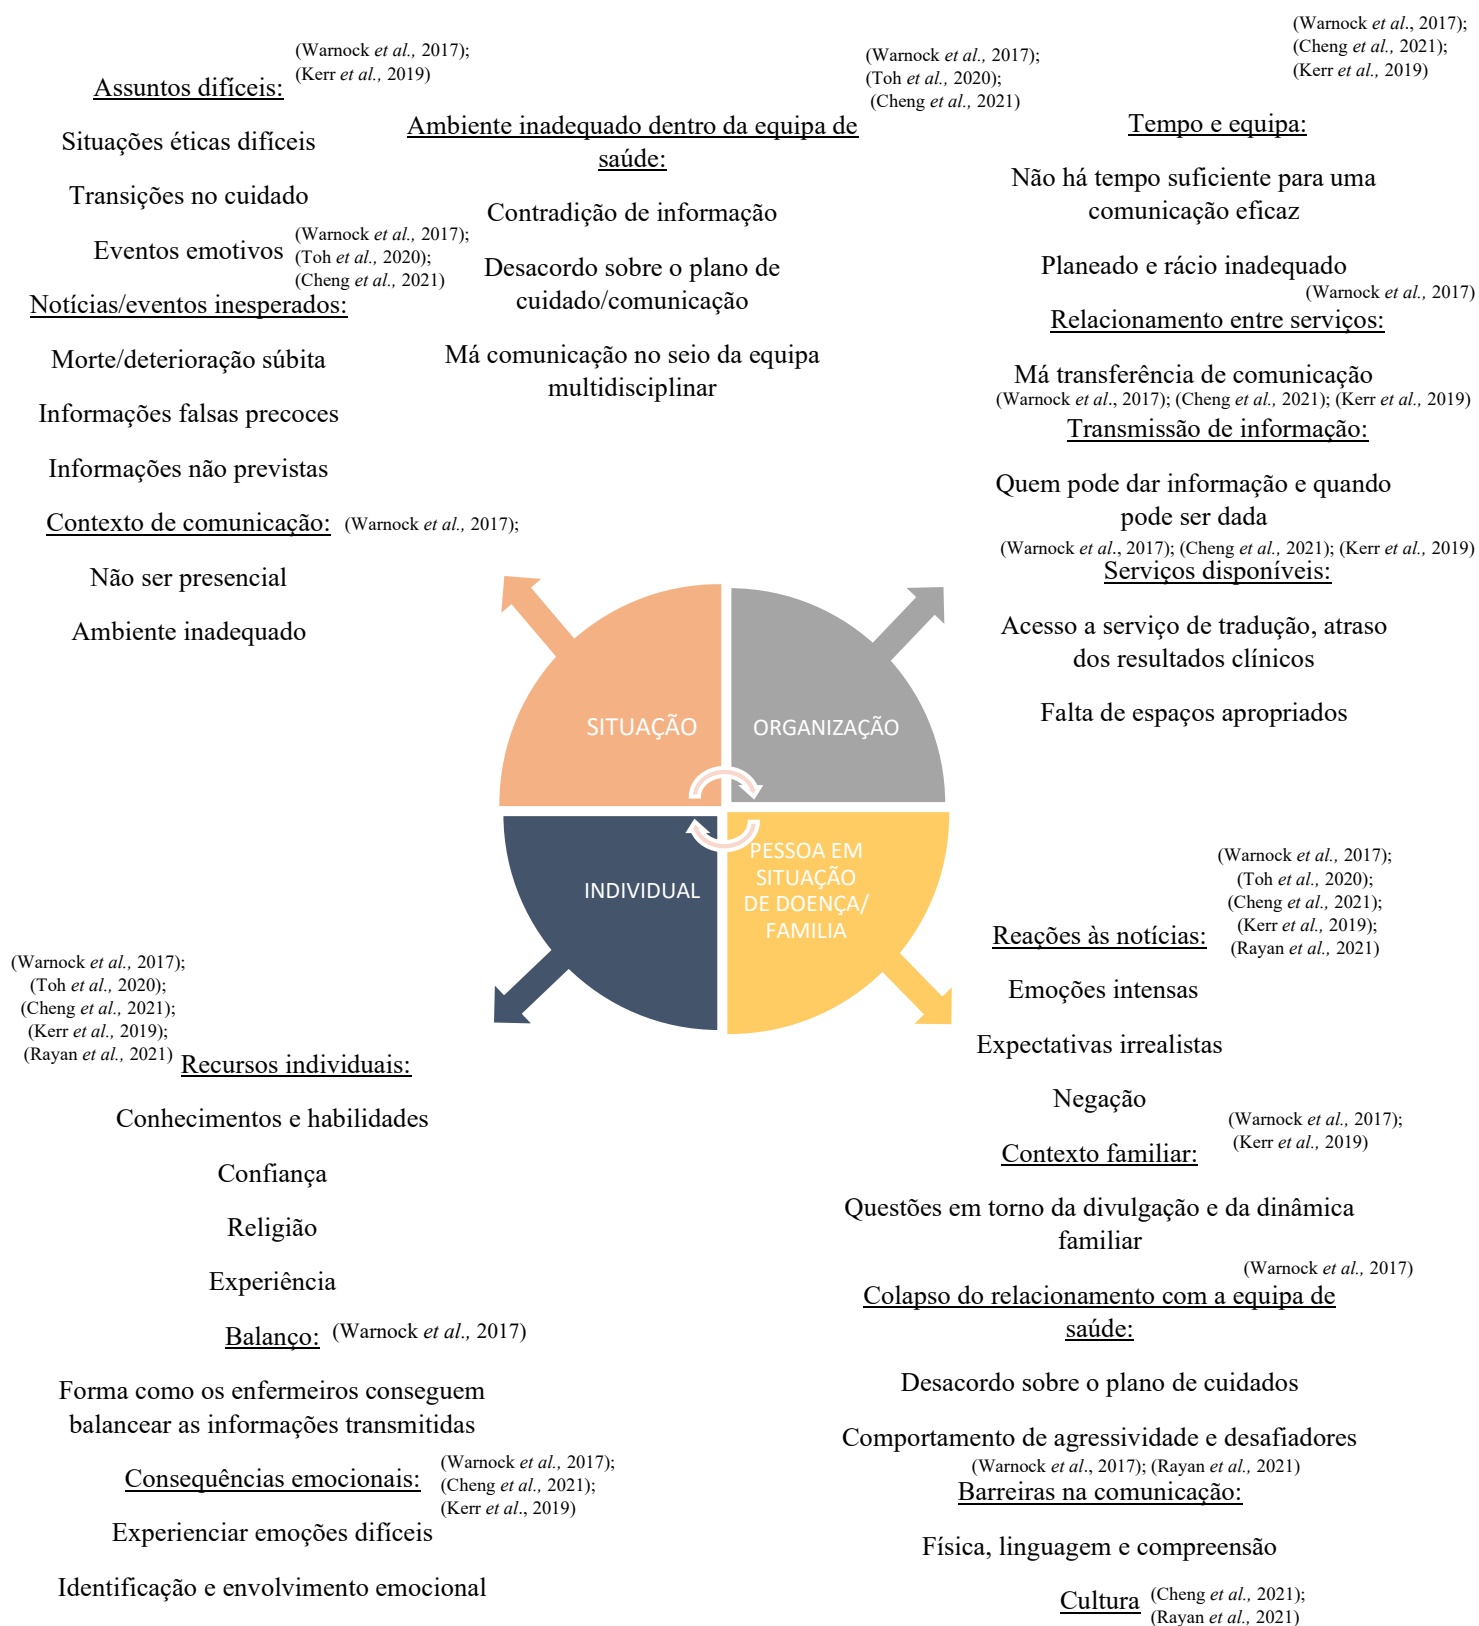 (Warnock et al., 2017);
(Kerr et al., 2019)
Assuntos difíceis:
Situações éticas difíceis
Transições no cuidado
Eventos emotivos
(Warnock et al., 2017);
(Toh et al., 2020);
(Cheng et al., 2021)
Notícias/eventos inesperados:
Morte/deterioração súbita
Informações falsas precoces
Informações não previstas
Contexto de comunicação: (Warnock et al., 2017);
Não ser presencial
Ambiente inadequado
(Warnock et al., 2017);
(Toh et al., 2020);
(Cheng et al., 2021)
Ambiente inadequado dentro da equipa de
saúde:
Contradição de informação
Desacordo sobre o plano de
cuidado/comunicação
Má comunicação no seio da equipa
multidisciplinar
(Warnock et al., 2017);
(Cheng et al., 2021);
(Kerr et al., 2019)
Tempo e equipa:
Não há tempo suficiente para uma
comunicação eficaz
Planeado e rácio inadequado
(Warnock et al., 2017)
Relacionamento entre serviços:
Má transferência de comunicação
(Warnock et al., 2017); (Cheng et al., 2021); (Kerr et al., 2019)
Transmissão de informação:
Quem pode dar informação e quando
pode ser dada
(Warnock et al., 2017); (Cheng et al., 2021); (Kerr et al., 2019)
Serviços disponíveis:
Acesso a serviço de tradução, atraso
dos resultados clínicos
Falta de espaços apropriados
SITUAÇÃO
ORGANIZAÇÃO
INDIVIDUAL
PESSOA EM
SITUAÇÃO
DE DOENÇA/
FAMILIA
(Warnock et al., 2017);
(Toh et al., 2020);
(Cheng et al., 2021);
(Kerr et al., 2019);
(Rayan et al., 2021)
Recursos individuais:
Conhecimentos e habilidades
Confiança
Religião
Experiência
Balanço: (Warnock et al., 2017)
Forma como os enfermeiros conseguem
balancear as informações transmitidas
Consequências emocionais:
(Warnock et al., 2017);
(Cheng et al., 2021);
(Kerr et al., 2019)
Experienciar emoções difíceis
Identificação e envolvimento emocional
(Warnock et al., 2017);
(Toh et al., 2020);
(Cheng et al., 2021);
(Kerr et al., 2019);
(Rayan et al., 2021)
Reações às notícias:
Emoções intensas
Expectativas irrealistas
Negação
(Warnock et al., 2017);
(Kerr et al., 2019)
Contexto familiar:
Questões em torno da divulgação e da dinâmica
familiar
(Warnock et al., 2017)
Colapso do relacionamento com a equipa de
saúde:
Desacordo sobre o plano de cuidados
Comportamento de agressividade e desafiadores
(Warnock et al., 2017); (Rayan et al., 2021)
Barreiras na comunicação:
Física, linguagem e compreensão
Cultura
(Cheng et al., 2021);
(Rayan et al., 2021)